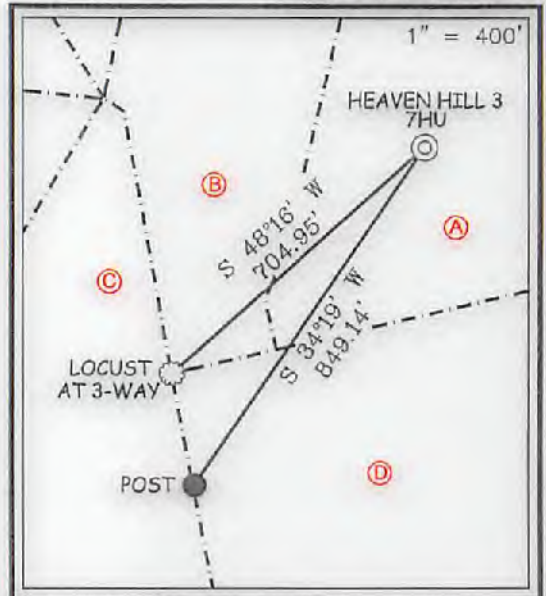 1" = 400'
HEAVEN HILL 3
7HU
B
A
S 48°16' W
704.95'
C
S 34°19' W
849.14'
LOCUST
AT 3-WAY
POST
D